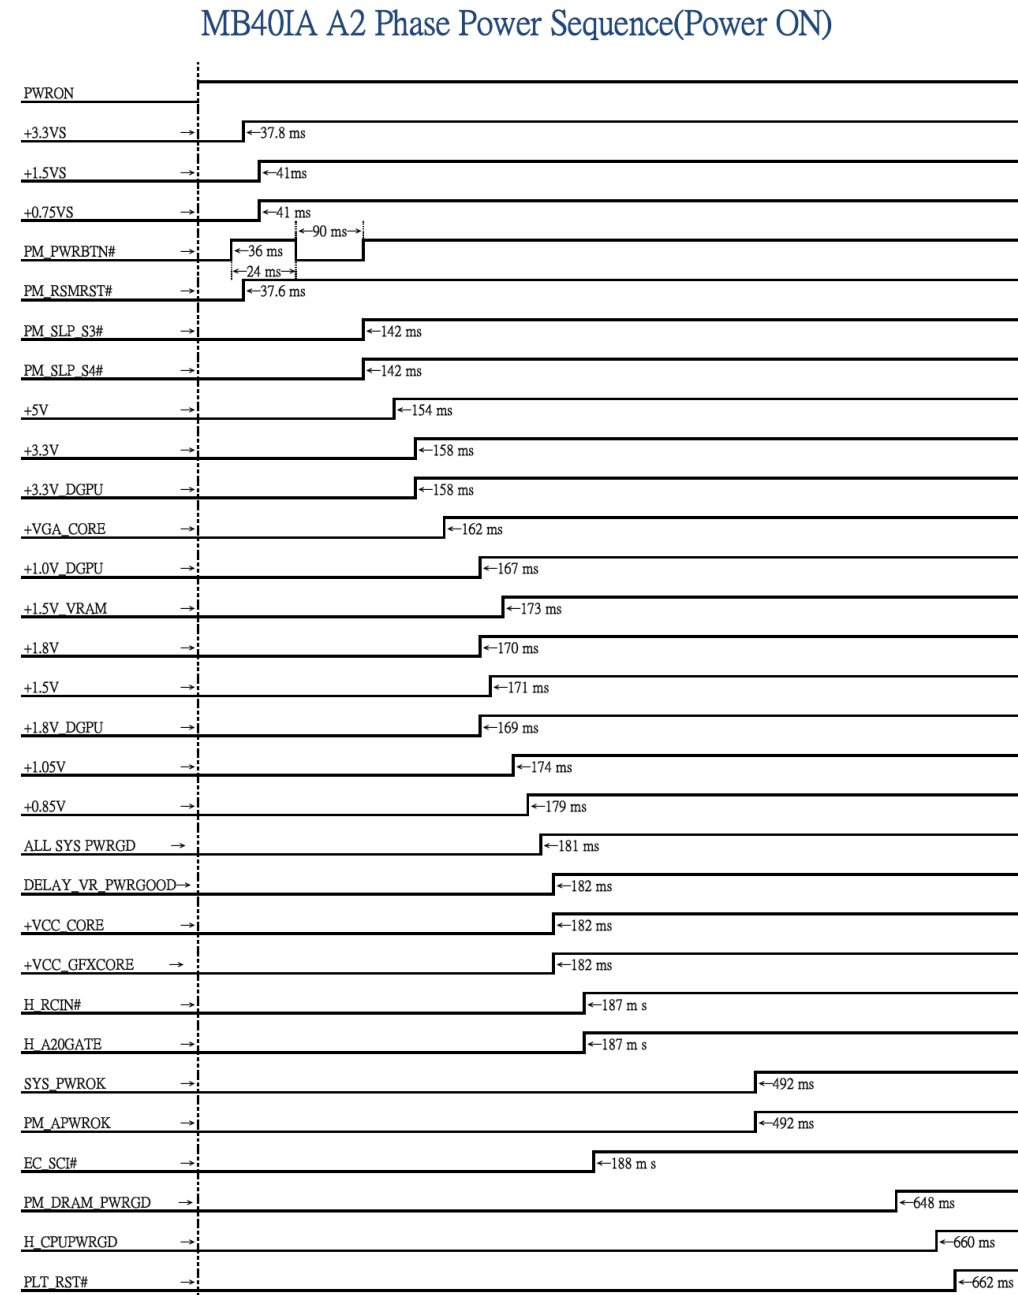 MB40IA A2 Phase Power Sequence(Power ON)
PWRON
+3.3VS → ←37.8 ms
+1.5VS → ←41ms
+0.75VS → ←41 ms
←90 ms→
PM_PWRBTN# → ←36 ms
←24 ms→
PM_RSMRST# → ←37.6 ms
PM_SLP_S3# → ←142 ms
PM_SLP_S4# → ←142 ms
+5V → ←154 ms
+3.3V → ←158 ms
+3.3V_DGPU → ←158 ms
+VGA_CORE → ←162 ms
+1.0V_DGPU → ←167 ms
+1.5V_VRAM → ←173 ms
+1.8V → ←170 ms
+1.5V → ←171 ms
+1.8V_DGPU → ←169 ms
+1.05V → ←174 ms
+0.85V → ←179 ms
ALL SYS PWRGD → ←181 ms
DELAY_VR_PWRGOOD→ ←182 ms
+VCC_CORE → ←182 ms
+VCC_GFXCORE → ←182 ms
H_RCIN# → ←187 m s
H_A20GATE → ←187 m s
SYS_PWROK → ←492 ms
PM_APWROK → ←492 ms
EC_SCI# → ←188 m s
PM_DRAM_PWRGD → ←648 ms
H_CPUPWRGD → ←660 ms
PLT_RST# → ←662 ms